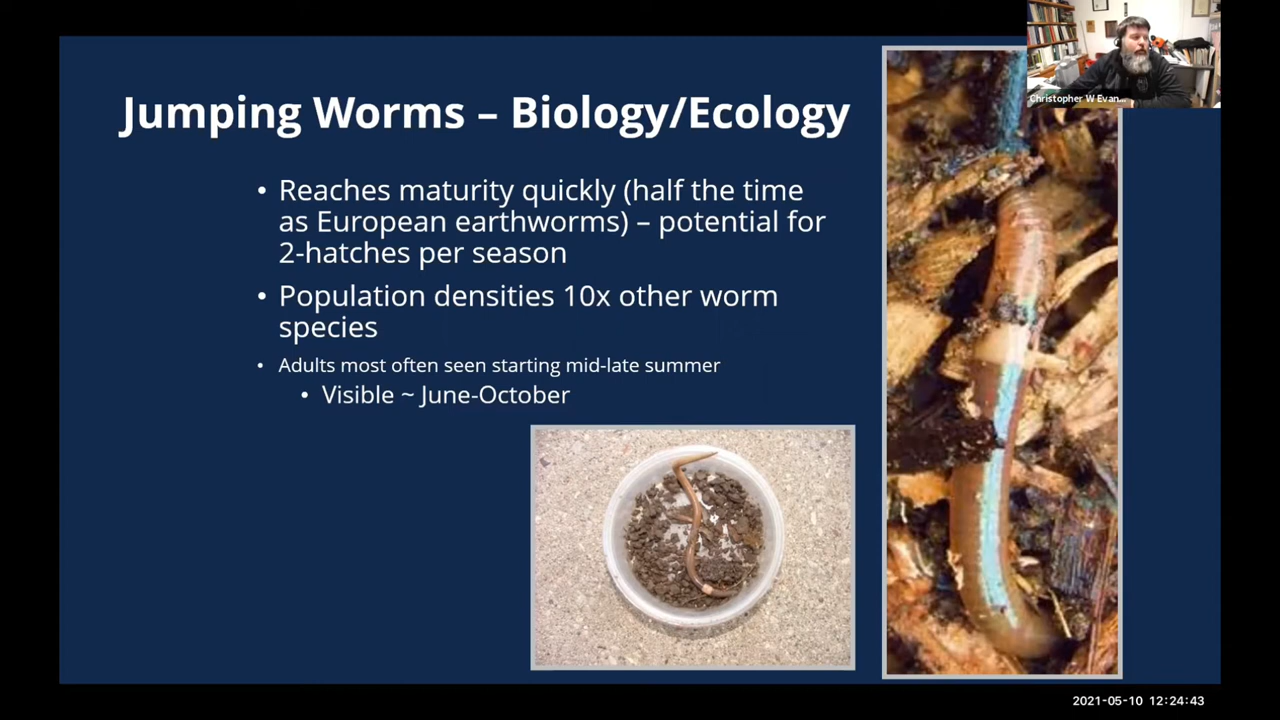 Christopher W Evan...
Jumping Worms – Biology/Ecology
• Reaches maturity quickly (half the time
as European earthworms) – potential for
2-hatches per season
• Population densities 10x other worm
species
• Adults most often seen starting mid-late summer
• Visible ~ June-October
2021-05-10 12:24:43